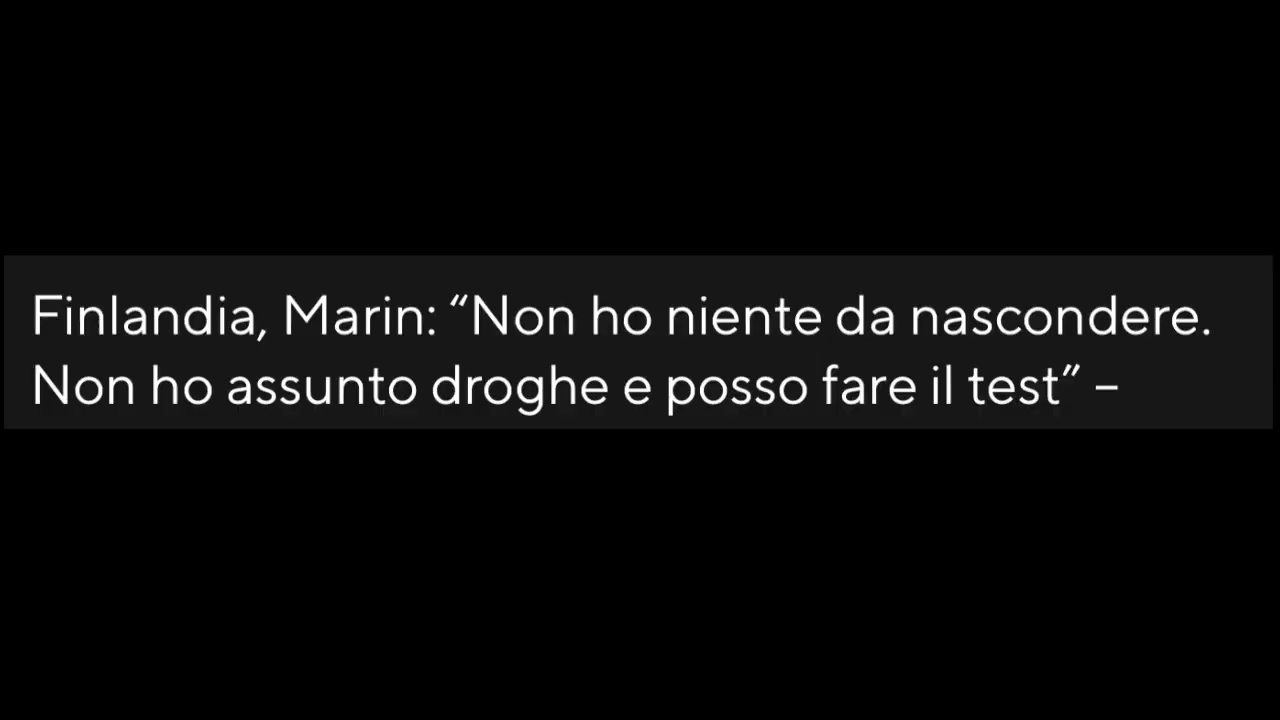 Finlandia, Marin: “Non ho niente da nascondere.
Non ho assunto droghe e posso fare il test” –